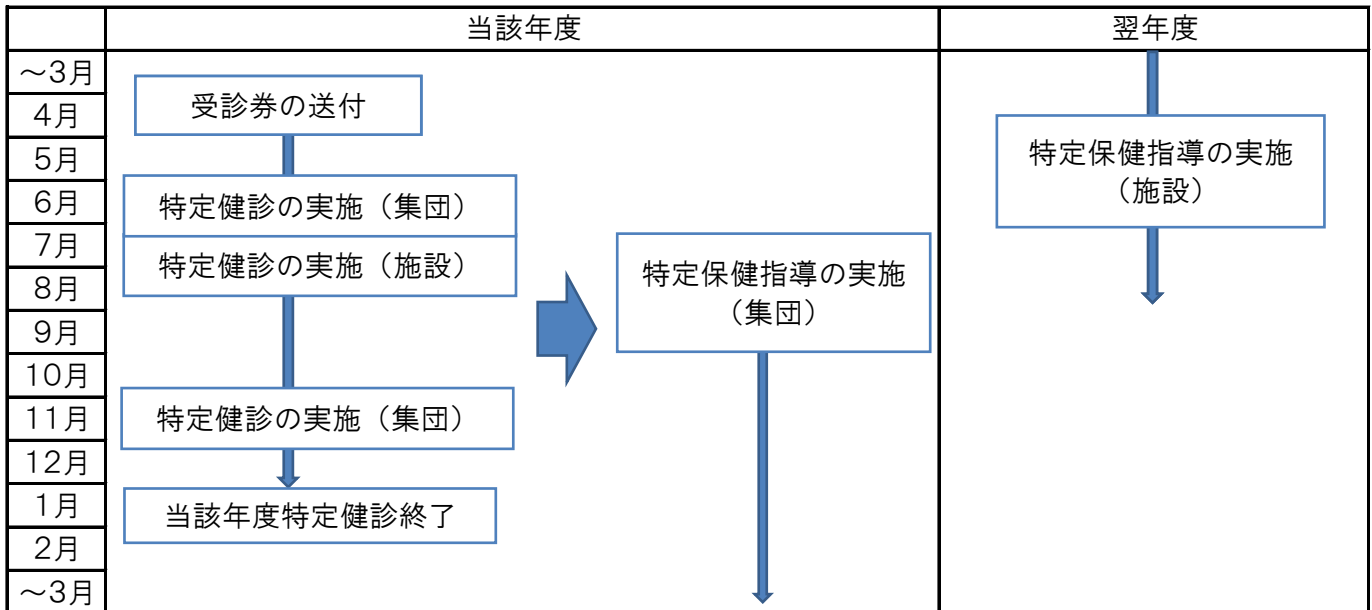 当該年度
翌年度
～3月
4月
5月
6月
7月
8月
9月
10月
11月
12月
1月
2月
～3月
受診券の送付
特定健診の実施（集団）
特定健診の実施（施設）
特定健診の実施（集団）
当該年度特定健診終了
特定保健指導の実施
（集団）
特定保健指導の実施
（施設）